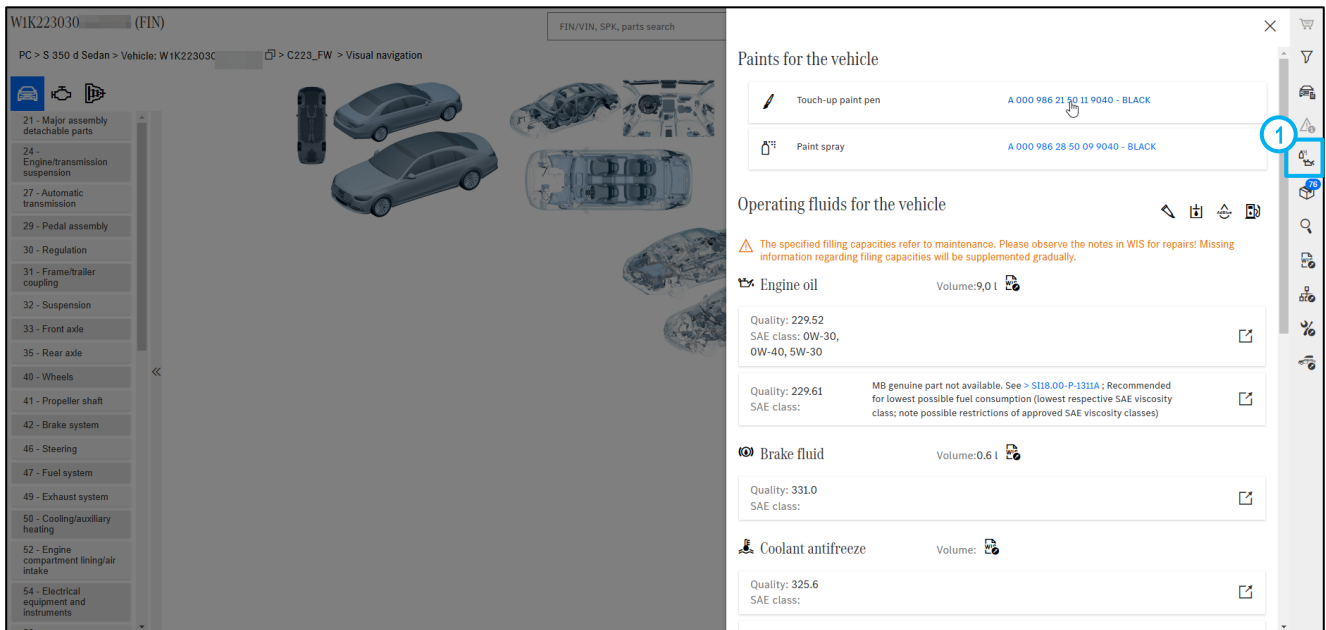 W1K223030 (FIN)
FIN/VIN, SPK, parts search
PC > S 350 d Sedan > Vehicle: W1K223030 > C223_FW > Visual navigation
21 - Major assembly
detachable parts
24 -
Engine/transmission
suspension
27 - Automatic
transmission
29 - Pedal assembly
30 - Regulation
31 - Frame/trailer
coupling
32 - Suspension
33 - Front axle
35 - Rear axle
40 - Wheels
41 - Propeller shaft
42 - Brake system
46 - Steering
47 - Fuel system
49 - Exhaust system
50 - Cooling/auxiliary
heating
52 - Engine
compartment lining/air
intake
54 - Electrical
equipment and
instruments
Paints for the vehicle
Touch-up paint pen A 000 986 21 50 11 9040 - BLACK
Paint spray A 000 986 28 50 09 9040 - BLACK
Operating fluids for the vehicle
The specified filling capacities refer to maintenance. Please observe the notes in WIS for repairs! Missing
information regarding filing capacities will be supplemented gradually.
Engine oil Volume:9,0 l WIS
Quality: 229.52
SAE class: 0W-30,
0W-40, 5W-30
Quality: 229.61
SAE class:
MB genuine part not available. See > SI18.00-P-1311A ; Recommended
for lowest possible fuel consumption (lowest respective SAE viscosity
class; note possible restrictions of approved SAE viscosity classes)
Brake fluid Volume:0.6 l WIS
Quality: 331.0
SAE class:
Coolant antifreeze Volume: WIS
Quality: 325.6
SAE class:
1
76
WIS